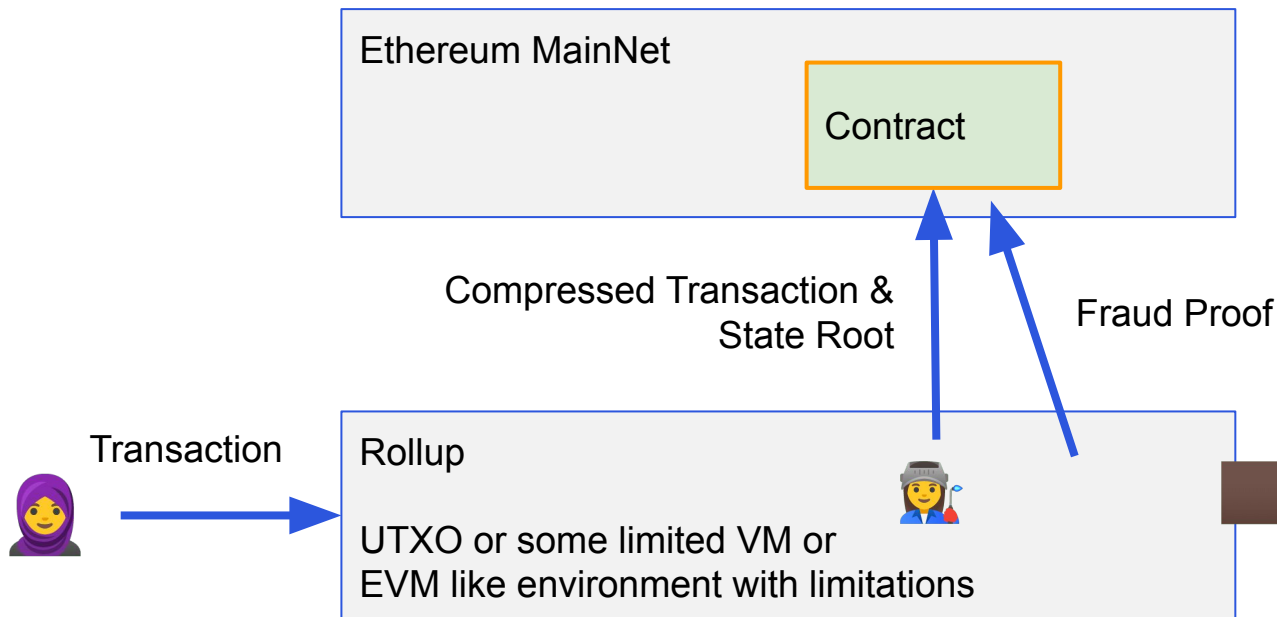 Ethereum MainNet
Contract
Compressed Transaction &
State Root
Fraud Proof
Transaction
Rollup
UTXO or some limited VM or
EVM like environment with limitations